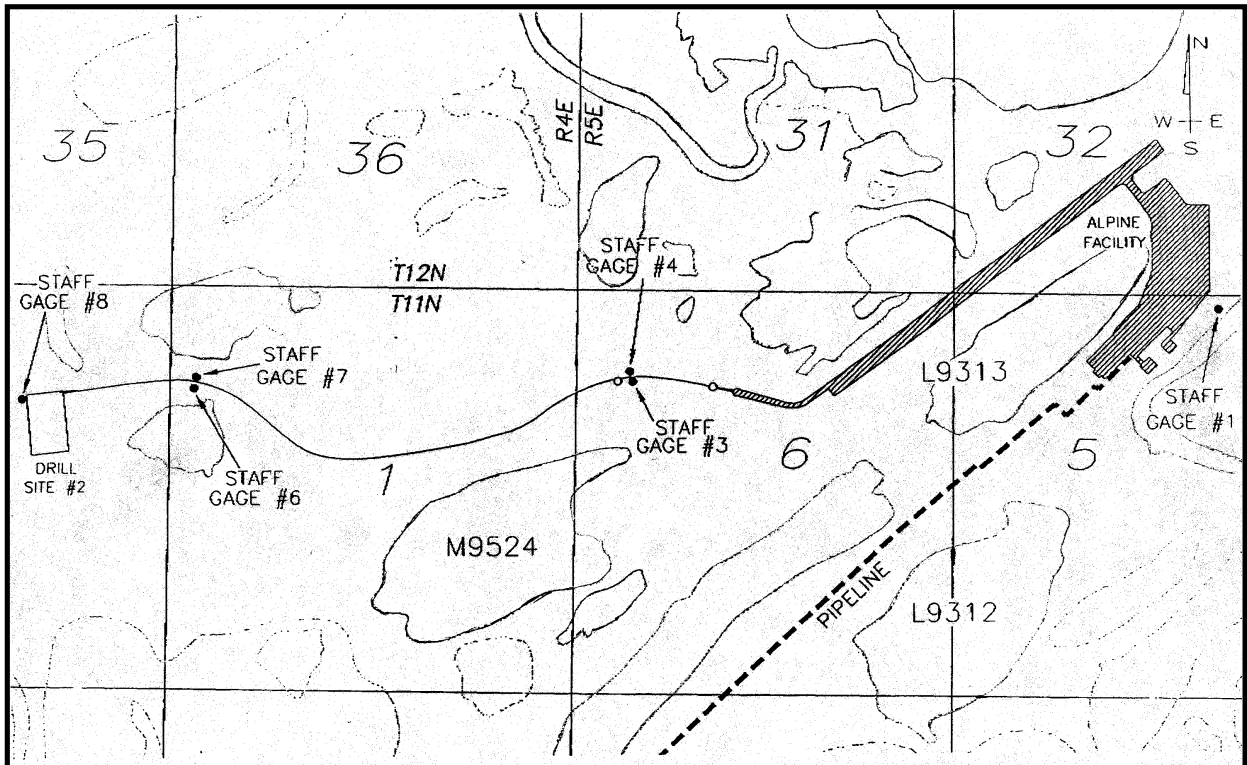 35
36
R4E
R5E
31
32
N
W E
S
ALPINE
FACILITY
STAFF
GAGE #4
T12N
T11N
STAFF
GAGE #8
STAFF
GAGE #7
L9313
STAFF
GAGE #1
STAFF
GAGE #3
6
5
DRILL
SITE #2
STAFF
GAGE #6
1
M9524
PIPELINE
L9312